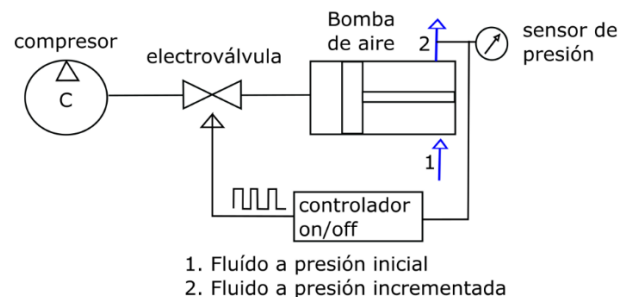 compresor
C
electroválvula
Bomba
de aire
2
sensor de
presión
1
controlador
on/off
1. Fluído a presión inicial
2. Fluido a presión incrementada